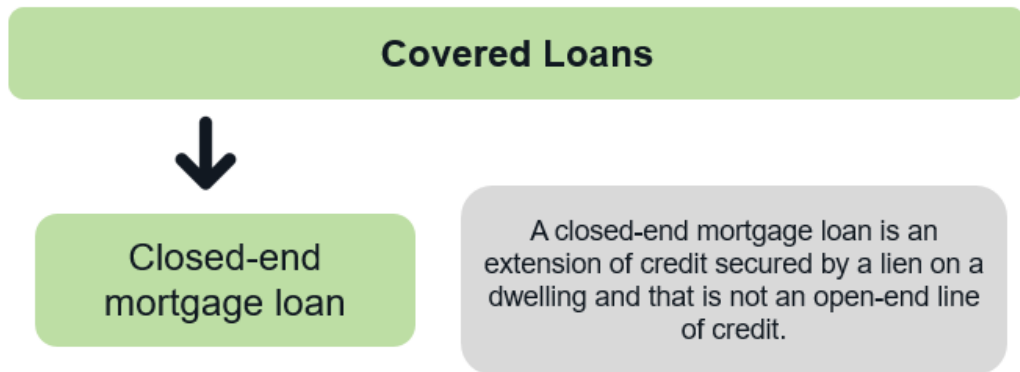 Covered Loans
Closed-end
mortgage loan
A closed-end mortgage loan is an
extension of credit secured by a lien on a
dwelling and that is not an open-end line
of credit.